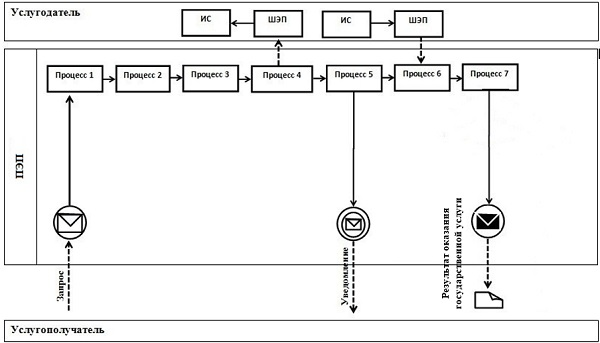 Услугодатель
ИС
ШЭП
ИС
ШЭП
Процесс 1
Процесс 2
Процесс 3
Процесс 4
Процесс 5
Процесс 6
Процесс 7
ПЭП
Запрос
Уведомление
Результат оказания
государственной услуги
Услугополучатель